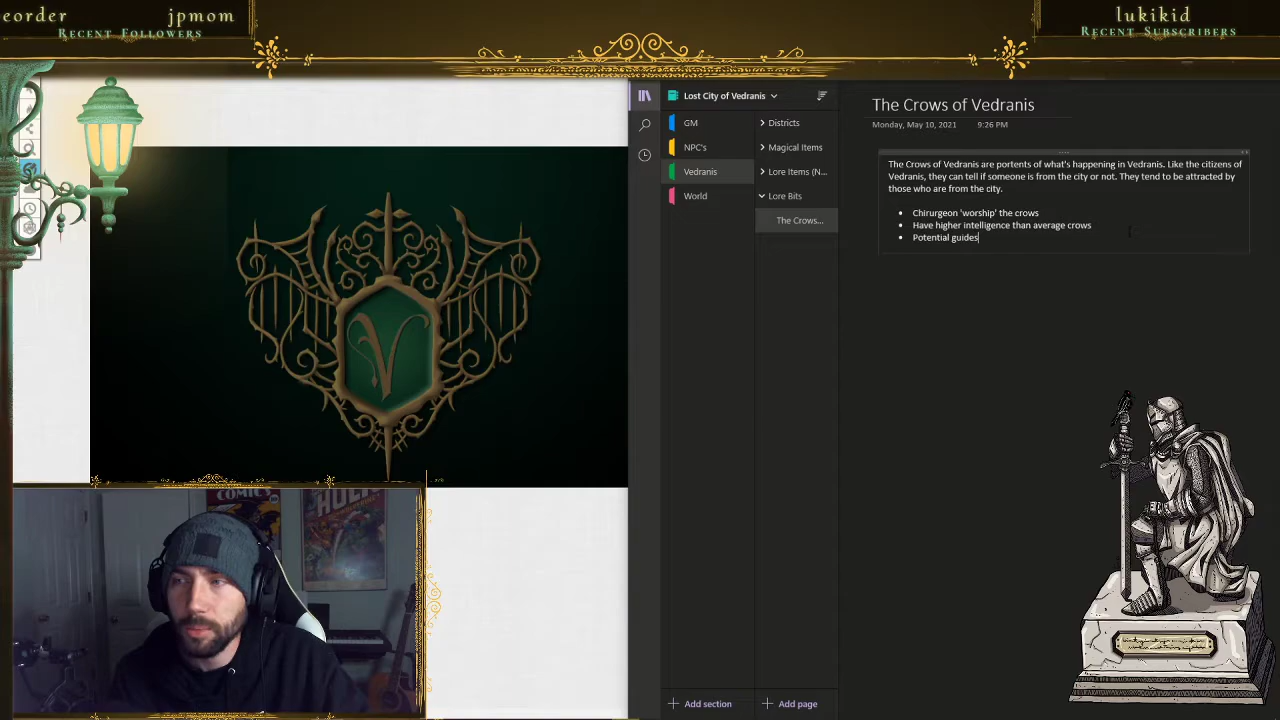 eorder jpmom
Recent Followers
lukikid
Recent Subscribers
Lost City of Vedranis
GM
NPC's
Vedranis
World
Districts
Magical Items
Lore Items (N...
Lore Bits
The Crows...
The Crows of Vedranis
Monday, May 10, 2021 9:26 PM
The Crows of Vedranis are portents of what's happening in Vedranis. Like the citizens of
Vedranis, they can tell if someone is from the city or not. They tend to be attracted by
those who are from the city.
• Chirurgeon 'worship' the crows
• Have higher intelligence than average crows
• Potential guides
V
COMICS
HULK
Add section
Add page